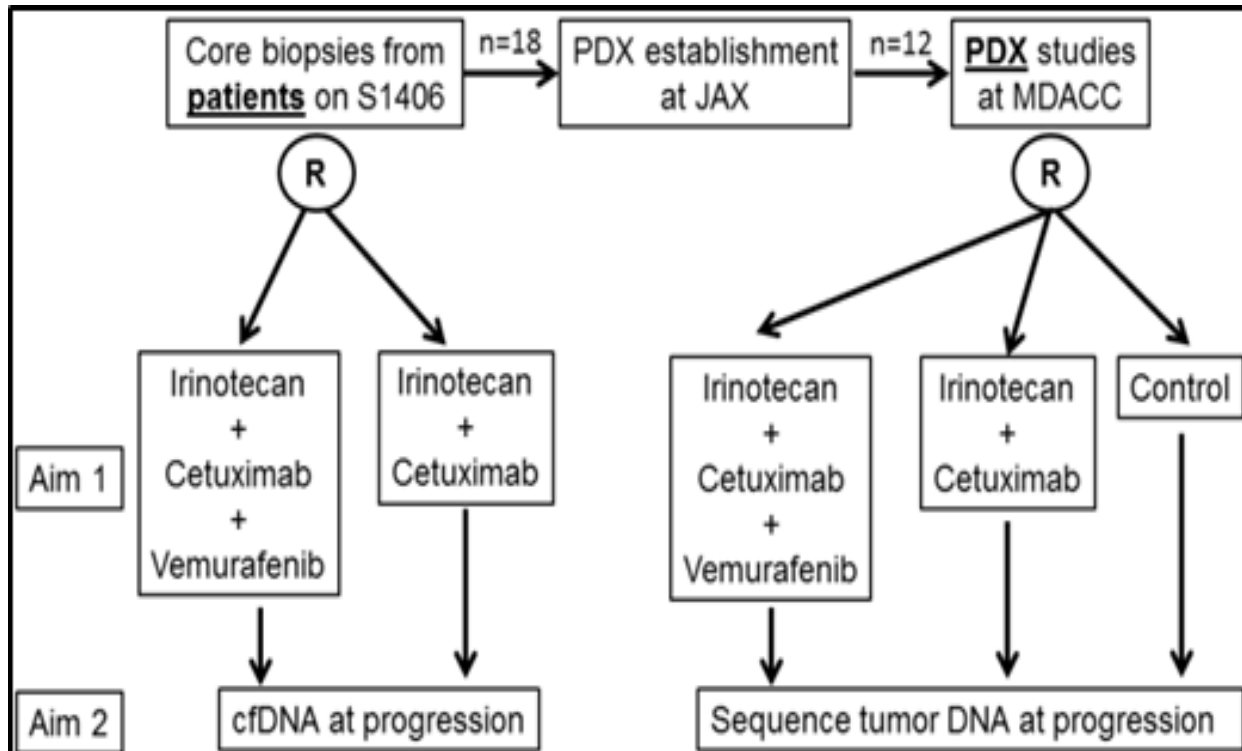 Core biopsies from
patients on S1406
n=18
PDX establishment
at JAX
n=12
PDX studies
at MDACC
R
R
Aim 1
Irinotecan
+
Cetuximab
+
Vemurafenib
Irinotecan
+
Cetuximab
Irinotecan
+
Cetuximab
+
Vemurafenib
Irinotecan
+
Cetuximab
Control
Aim 2
cfDNA at progression
Sequence tumor DNA at progression